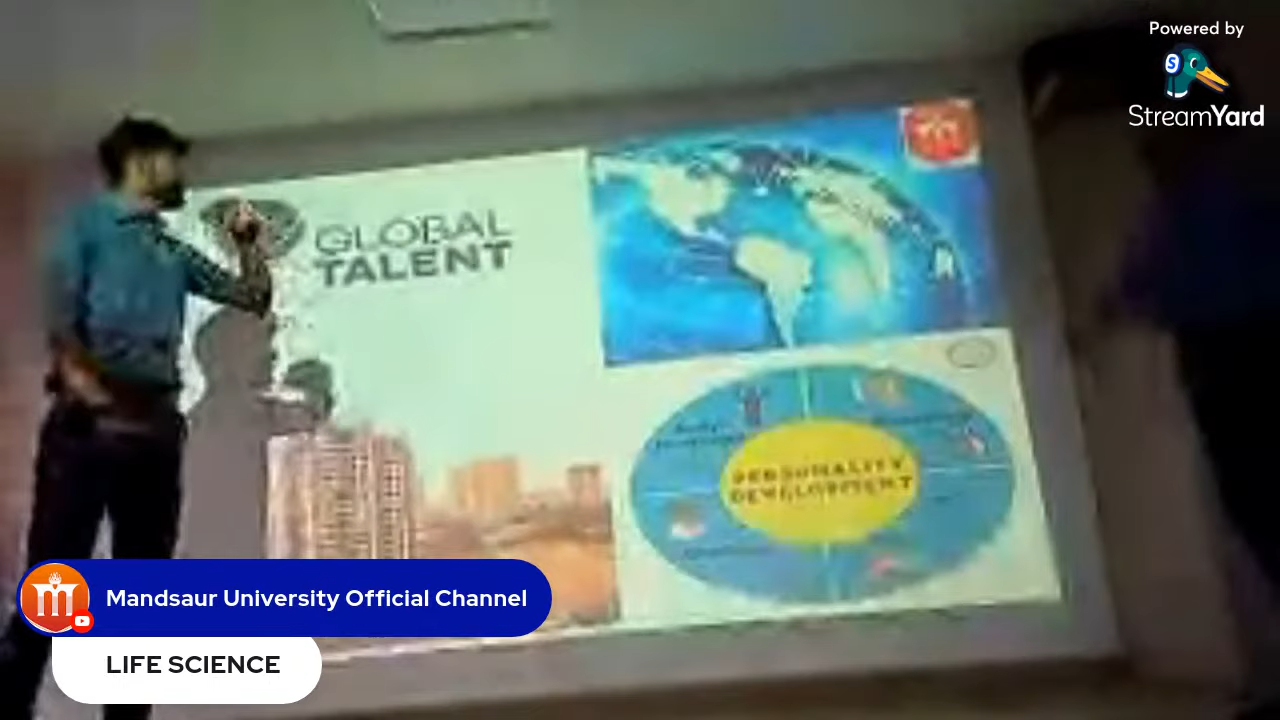 Powered by
StreamYard
GLOBAL
TALENT
PERSONALITY
DEVELOPMENT
Mandsaur University Official Channel
LIFE SCIENCE